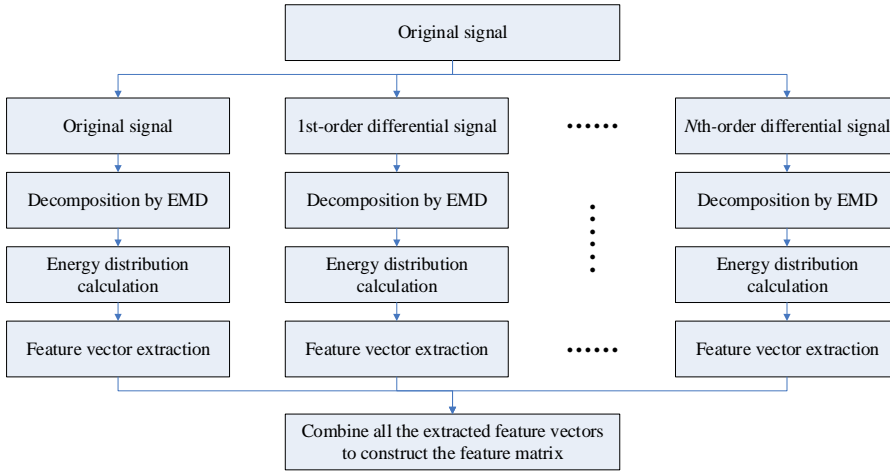 Original signal
Original signal
1st-order differential signal
Nth-order differential signal
Decomposition by EMD
Decomposition by EMD
Decomposition by EMD
Energy distribution
calculation
Energy distribution
calculation
Energy distribution
calculation
Feature vector extraction
Feature vector extraction
Feature vector extraction
Combine all the extracted feature vectors
to construct the feature matrix